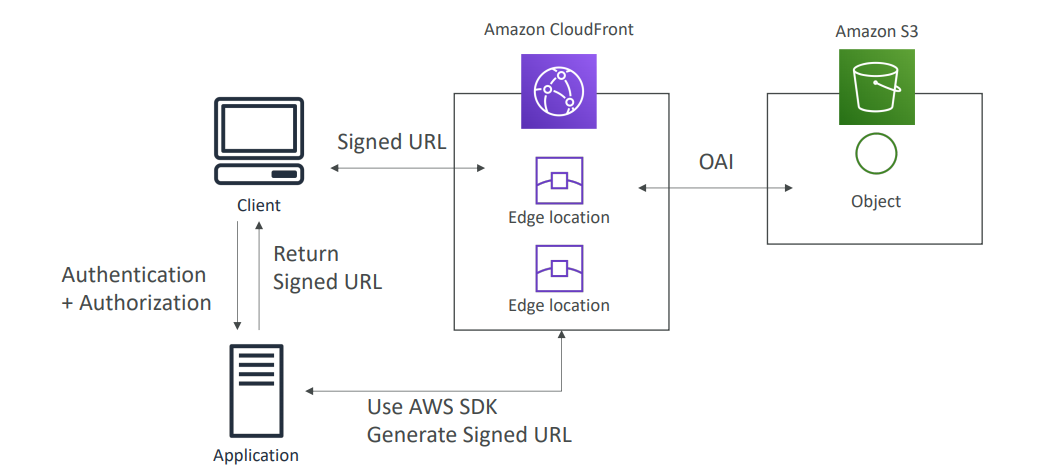 Amazon CloudFront
Amazon S3
Signed URL
OAI
Client
Edge location
Object
Return
Signed URL
Authentication
+ Authorization
Edge location
Use AWS SDK
Generate Signed URL
Application